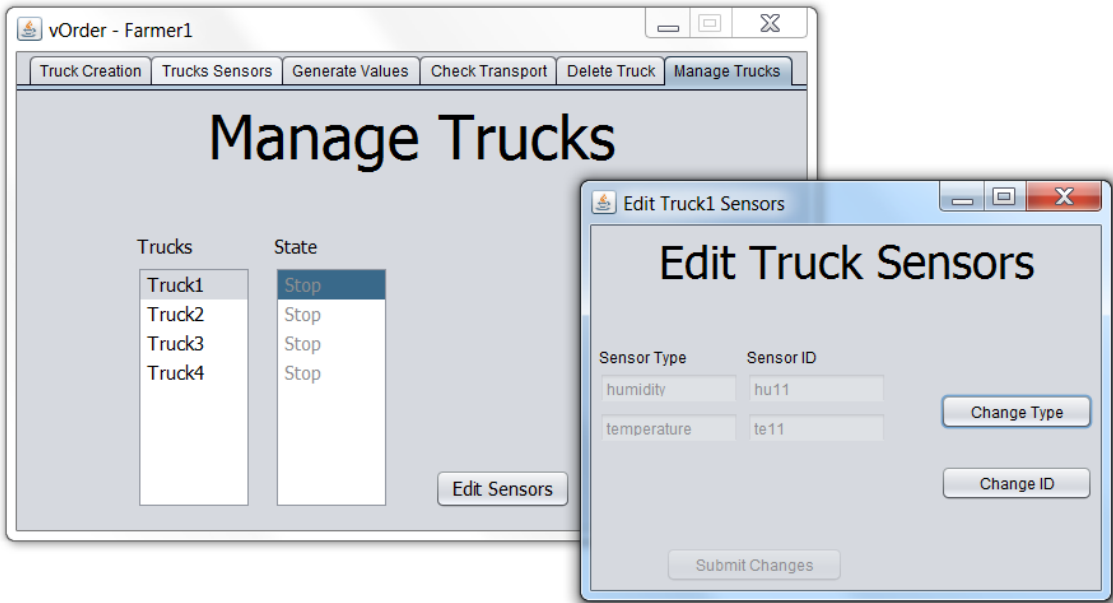 vOrder - Farmer1
Truck Creation Trucks Sensors Generate Values Check Transport Delete Truck Manage Trucks
Manage Trucks
Trucks State
Truck1 Stop
Truck2 Stop
Truck3 Stop
Truck4 Stop
Edit Sensors
Edit Truck1 Sensors
Edit Truck Sensors
Sensor Type Sensor ID
humidity hu11
temperature te11
Change Type
Change ID
Submit Changes